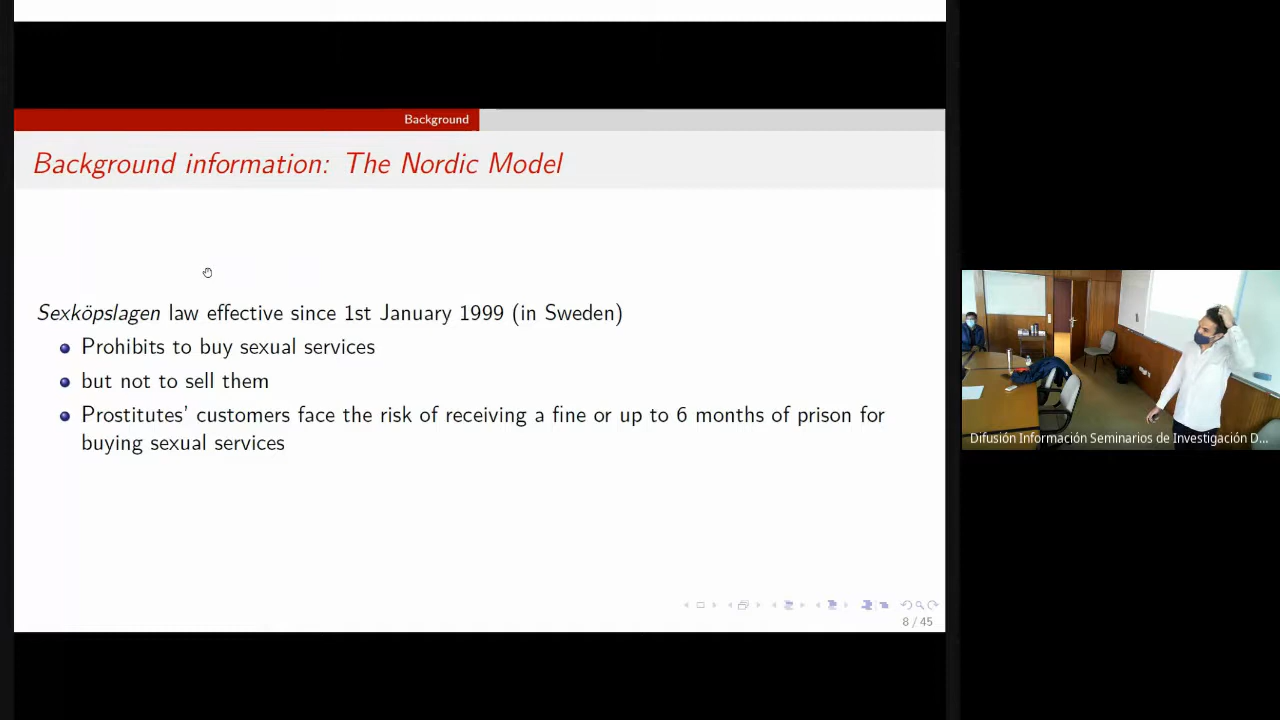 Background
Background information: The Nordic Model
Sexköpslagen law effective since 1st January 1999 (in Sweden)
Prohibits to buy sexual services
but not to sell them
Prostitutes' customers face the risk of receiving a fine or up to 6 months of prison for
buying sexual services
8 / 45
Difusión Información Seminarios de Investigación D...